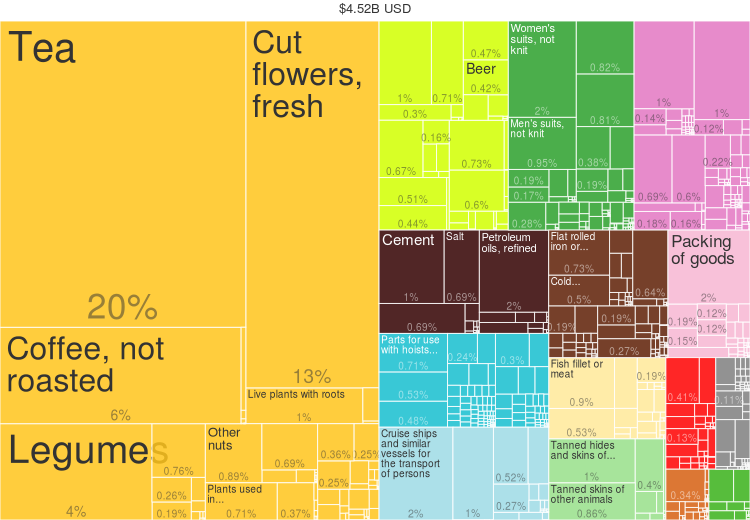 $4.52B USD
Tea
20%
Cut
flowers,
fresh
13%
Coffee, not
roasted
6%
Live plants with roots
1%
Legumes
4%
0.76%
0.26%
0.19%
Other
nuts
0.89%
0.69%
Plants used
in...
0.71%
0.37%
0.36%
0.25%
0.25%
1%
0.71%
0.47%
Beer
0.42%
0.3%
0.67%
0.16%
0.73%
0.51%
0.44%
0.6%
Women's
suits, not
knit
2%
0.82%
0.81%
Men's suits,
not knit
0.95%
0.38%
0.19%
0.17%
0.19%
0.28%
1%
1%
0.14%
0.12%
0.69%
0.6%
0.22%
0.18%
0.16%
Cement
1%
Salt
0.69%
Petroleum
oils, refined
2%
0.69%
Flat rolled
iron or...
0.73%
Cold...
0.5%
0.64%
0.19%
0.19%
0.27%
Packing
of goods
2%
0.19%
0.12%
0.12%
0.15%
Parts for use
with hoists...
0.71%
0.53%
0.48%
0.24%
0.3%
Fish fillet or
meat
0.9%
0.19%
0.53%
0.41%
0.13%
0.11%
Cruise ships
and similar
vessels for
the transport
of persons
2%
1%
0.52%
0.27%
Tanned hides
and skins of...
1%
Tanned skins of
other animals
0.86%
0.4%
0.34%